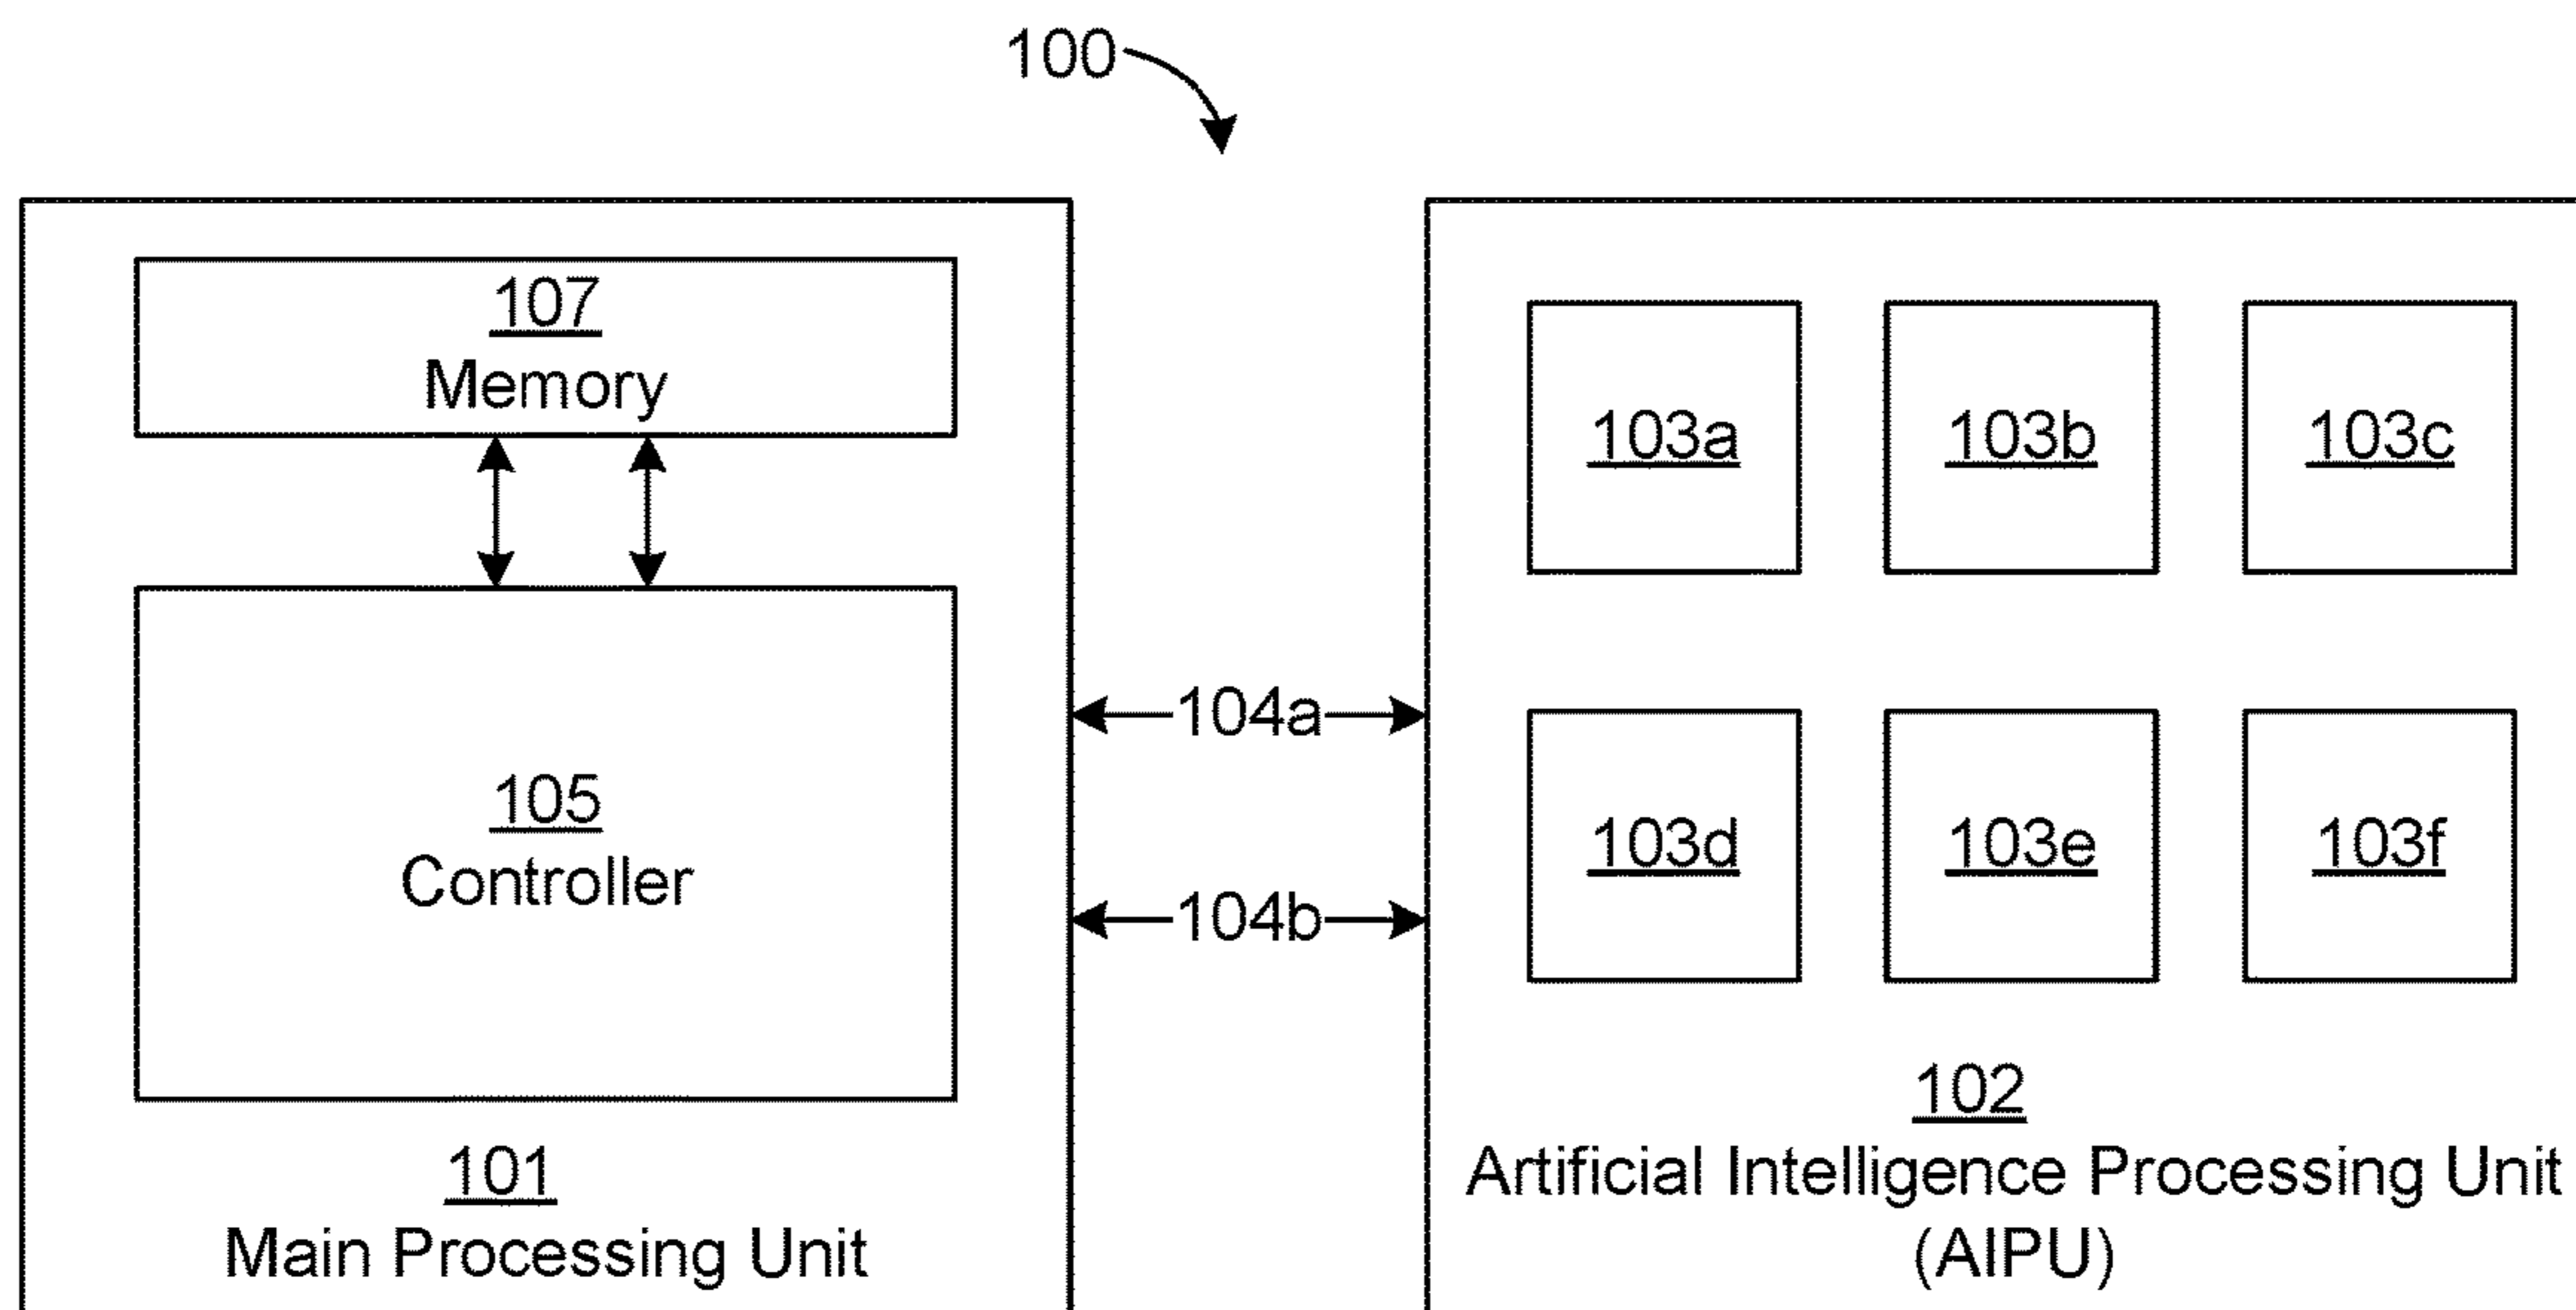 100
107
Memory
105
Controller
101
Main Processing Unit
104a
104b
103a 103b 103c
103d 103e 103f
102
Artificial Intelligence Processing Unit
(AIPU)